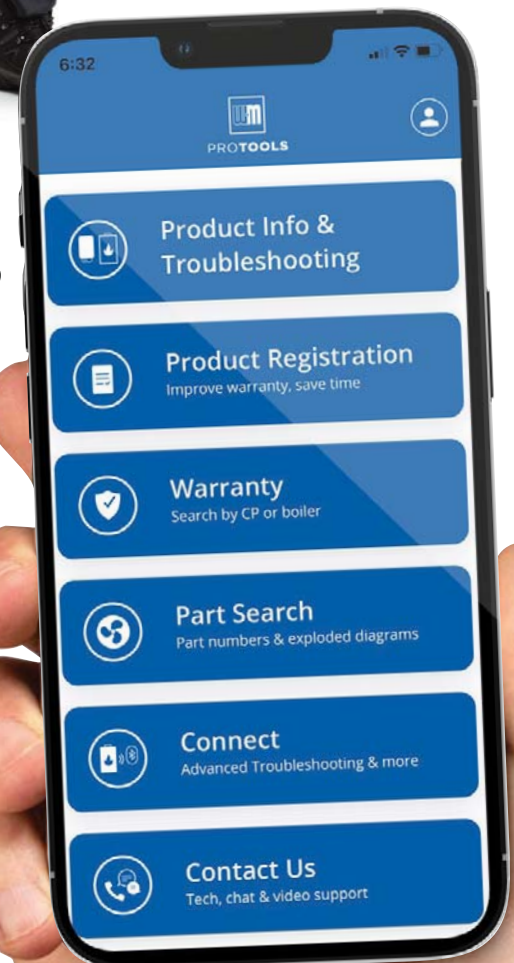 6:32
WM
PROTOOLS
Product Info &
Troubleshooting
Product Registration
Improve warranty, save time
Warranty
Search by CP or boiler
Part Search
Part numbers & exploded diagrams
Connect
Advanced Troubleshooting & more
Contact Us
Tech, chat & video support